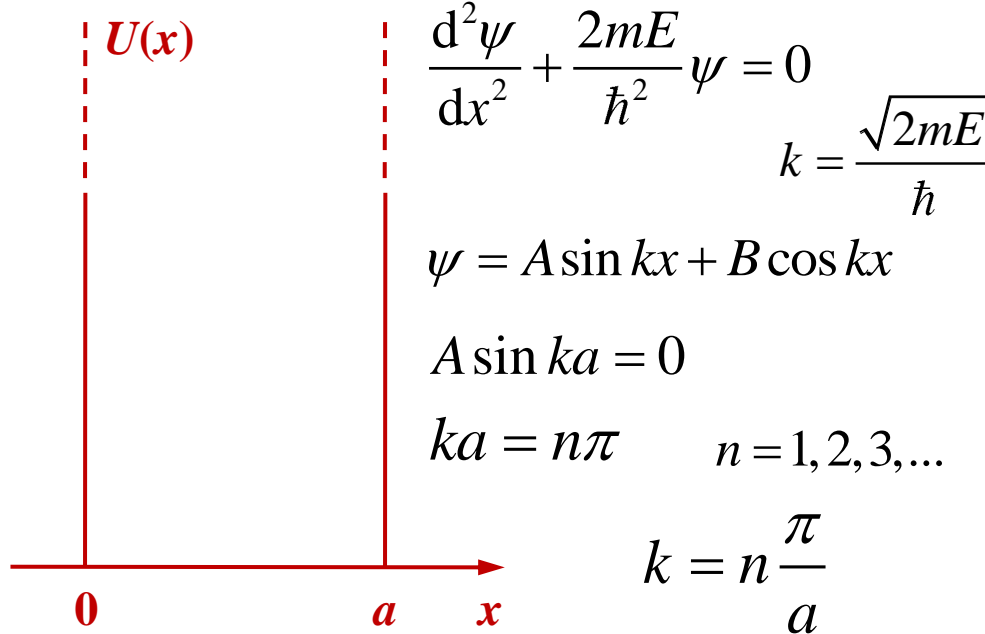 U(x)
d²ψ/dx² + 2mE/ħ² ψ = 0
k = √2mE/ħ
ψ = A sin kx + B cos kx
A sin ka = 0
ka = nπ n = 1, 2, 3, ...
k = n π/a
0 a x